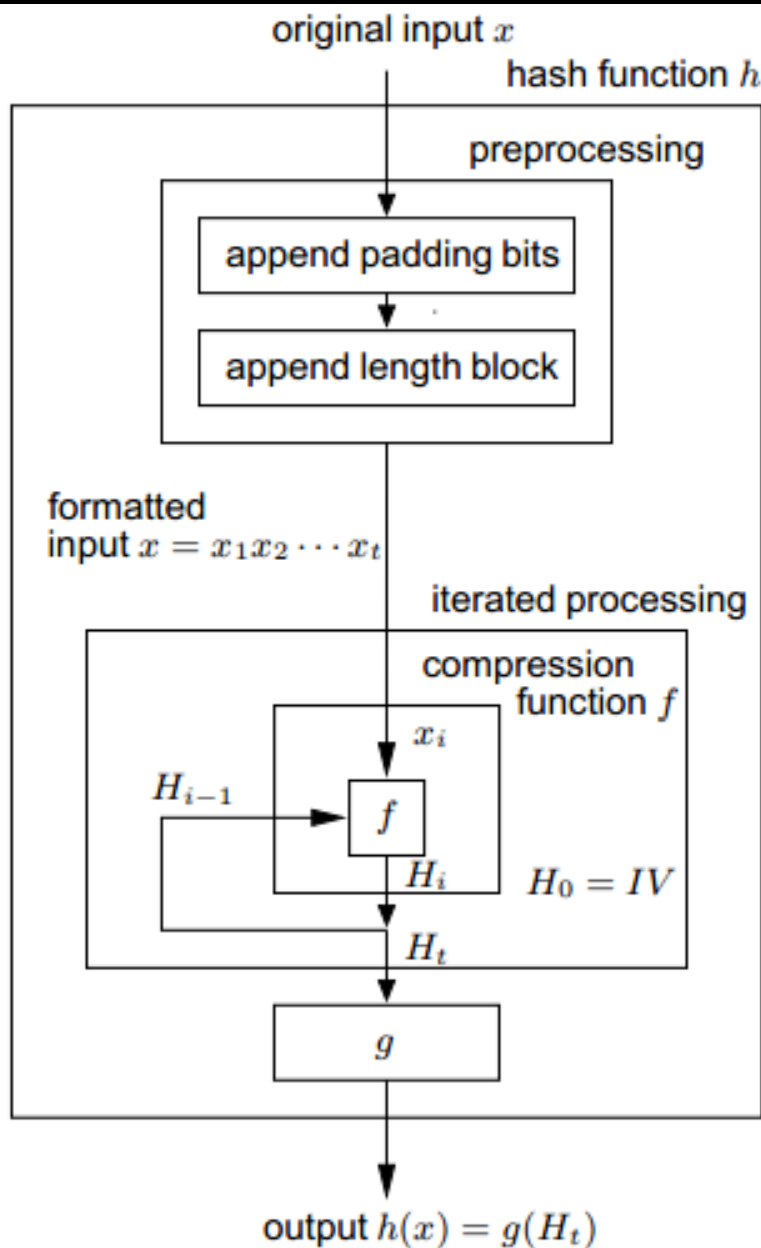 original input x
hash function h
preprocessing
append padding bits
append length block
formatted
input x = x₁x₂ ⋯ xₜ
iterated processing
compression
function f
xᵢ
Hᵢ₋₁
f
Hᵢ
H₀ = IV
Hₜ
g
output h(x) = g(Hₜ)